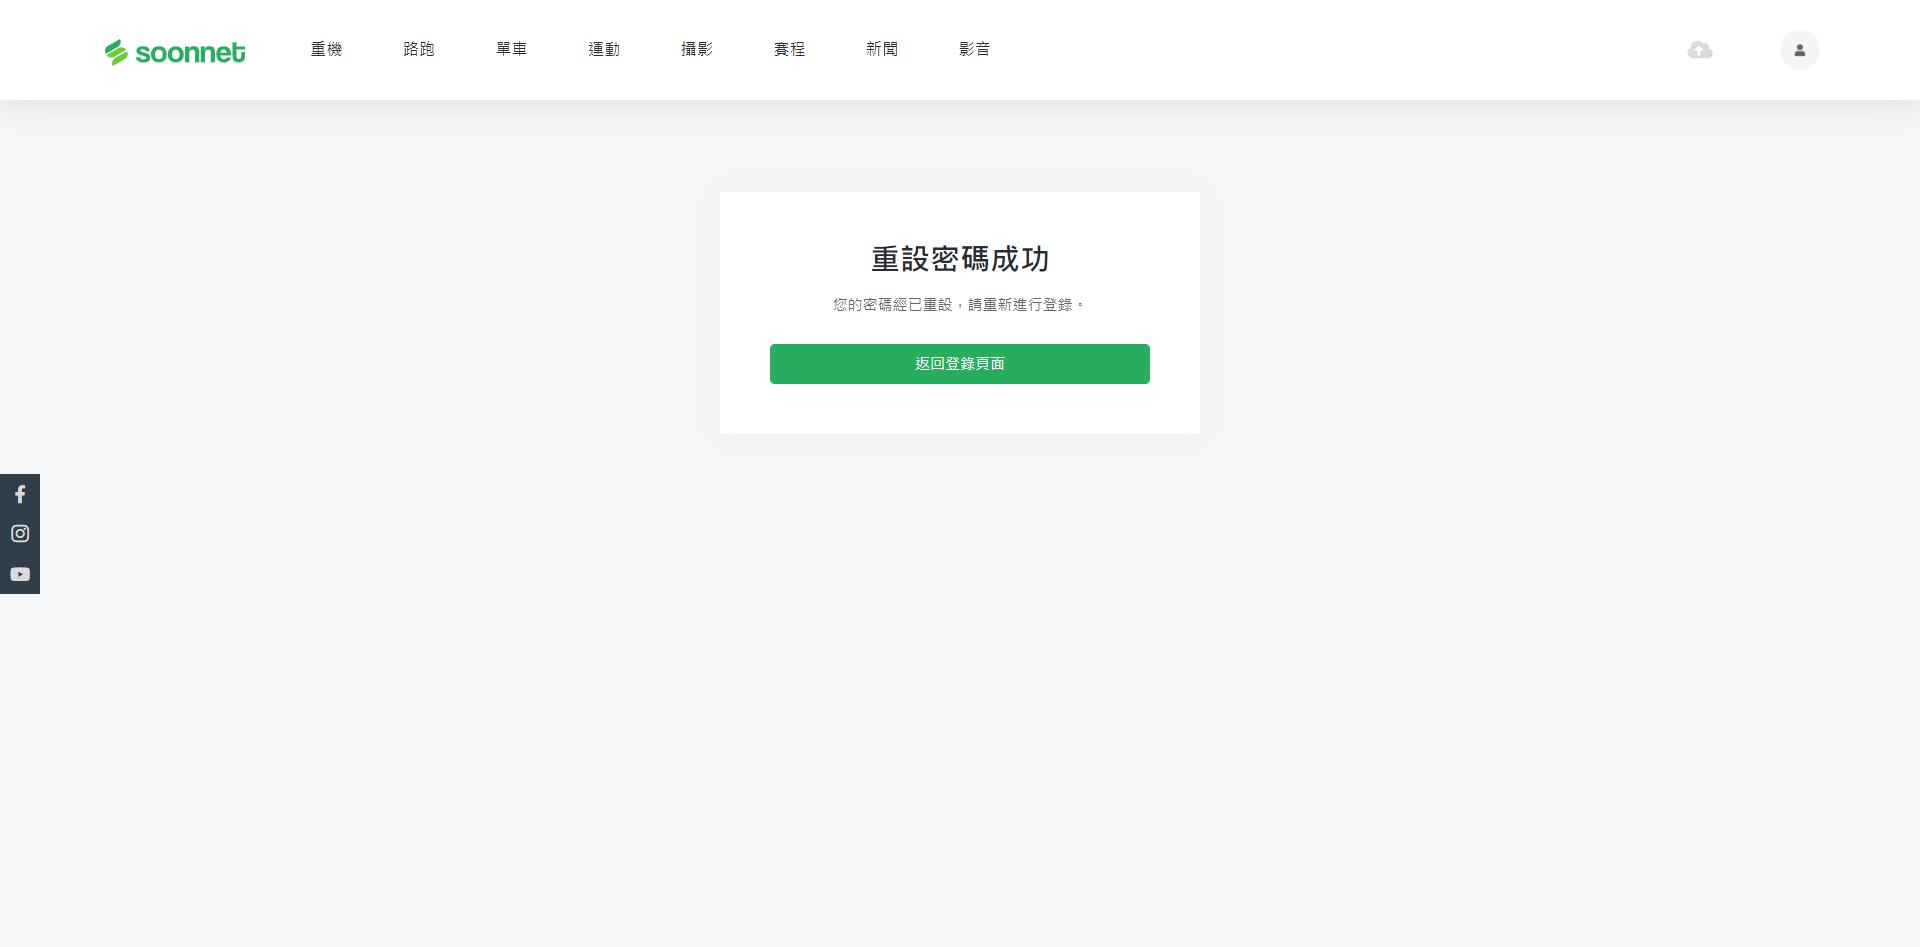 soonnet
重機
路跑
單車
運動
攝影
賽程
新聞
影音
重設密碼成功
您的密碼經已重設，請重新進行登錄。
返回登錄頁面